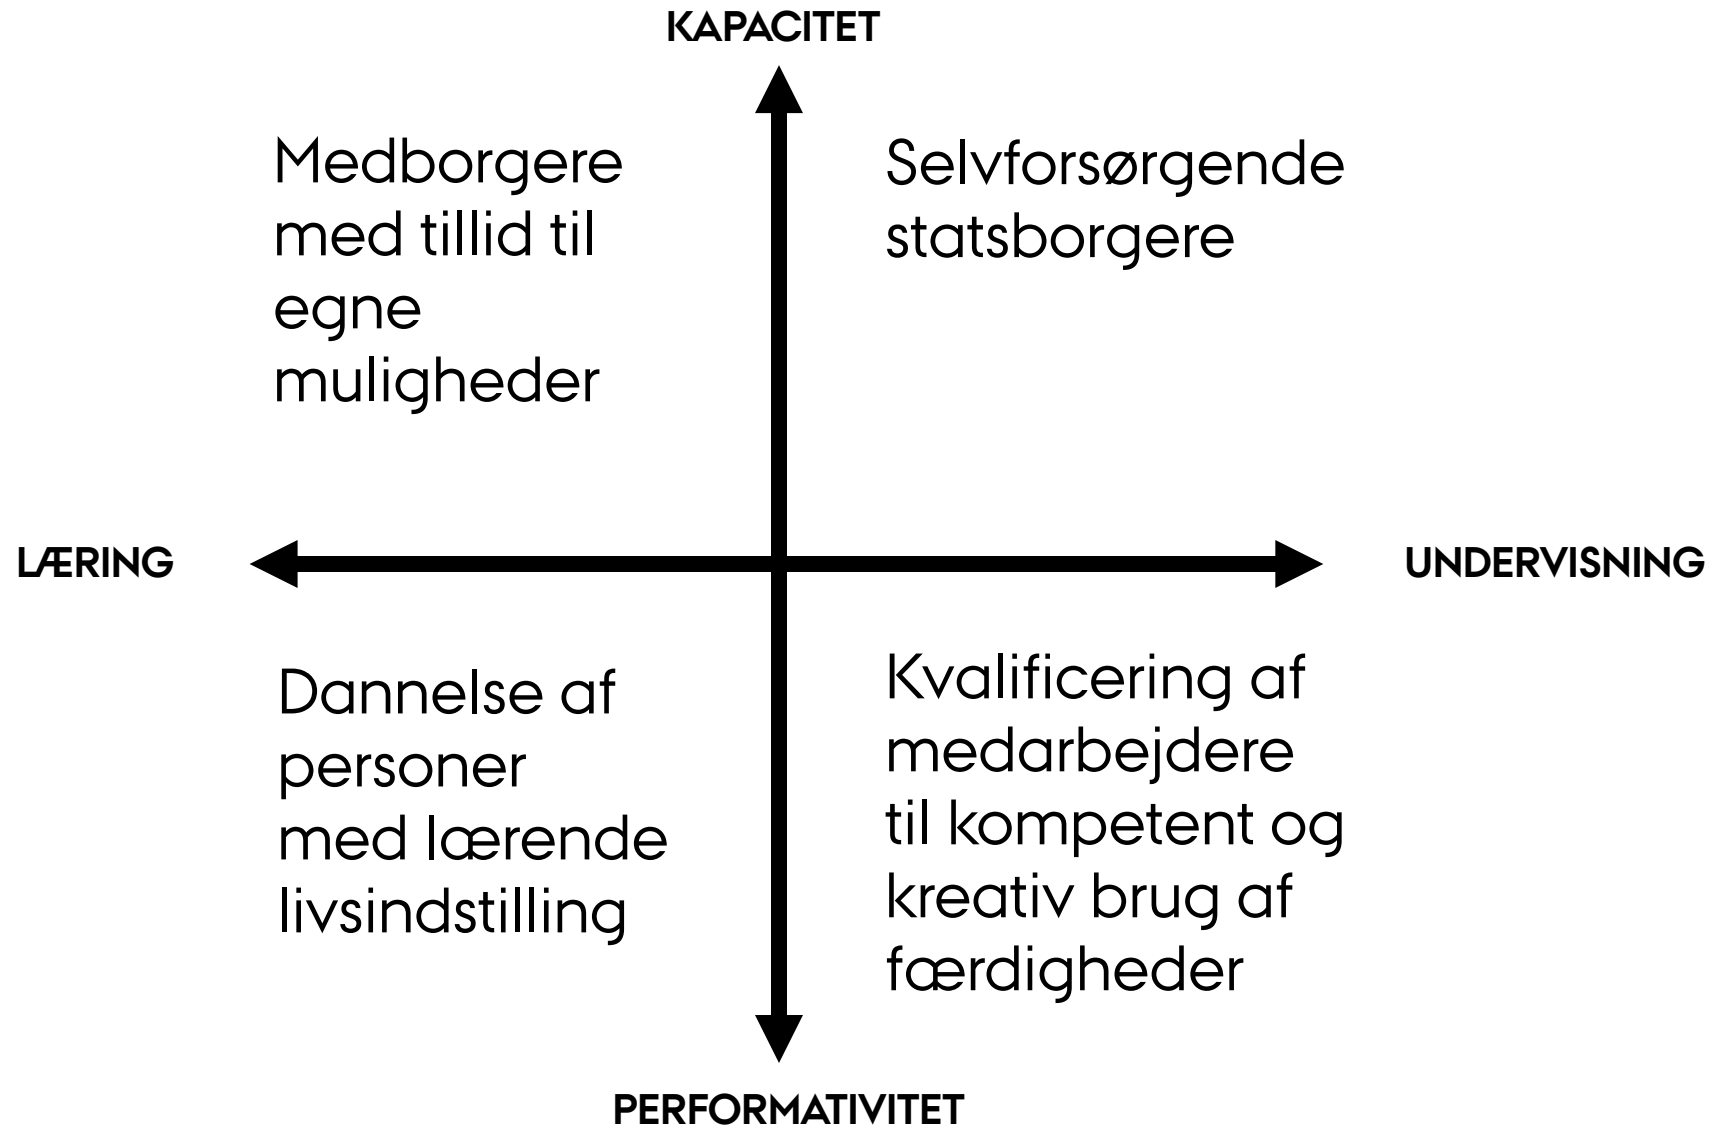 KAPACITET
Medborgere
med tillid til
egne
muligheder
Selvforsørgende
statsborgere
LÆRING
UNDERVISNING
Dannelse af
personer
med lærende
livsindstilling
Kvalificering af
medarbejdere
til kompetent og
kreativ brug af
færdigheder
PERFORMATIVITET